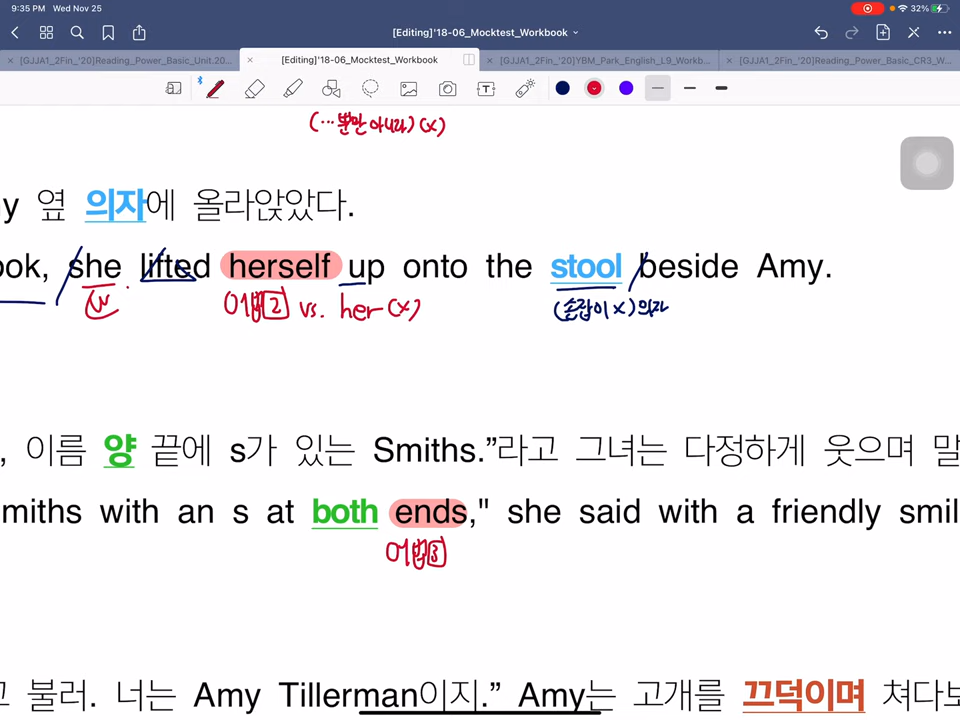 9:35 PM Wed Nov 25
32%
[Editing]'18-06_Mocktest_Workbook
[GJJA1_2Fin_'20]Reading_Power_Basic_Unit.20...
[Editing]'18-06_Mocktest_Workbook
[GJJA1_2Fin_'20]YBM_Park_English_L9_Workb...
[GJJA1_2Fin_'20]Reading_Power_Basic_CR3_W...
(…뿐만 아니라) (x)
y 옆 의자에 올라앉았다.
ook, she lifted herself up onto the stool beside Amy.
어법2 vs. her (x)
(손잡이 x) 의자
, 이름 양 끝에 s가 있는 Smiths.”라고 그녀는 다정하게 웃으며 말
miths with an s at both ends," she said with a friendly smil
어법3
고 불러. 너는 Amy Tillerman이지.” Amy는 고개를 끄덕이며 쳐다보